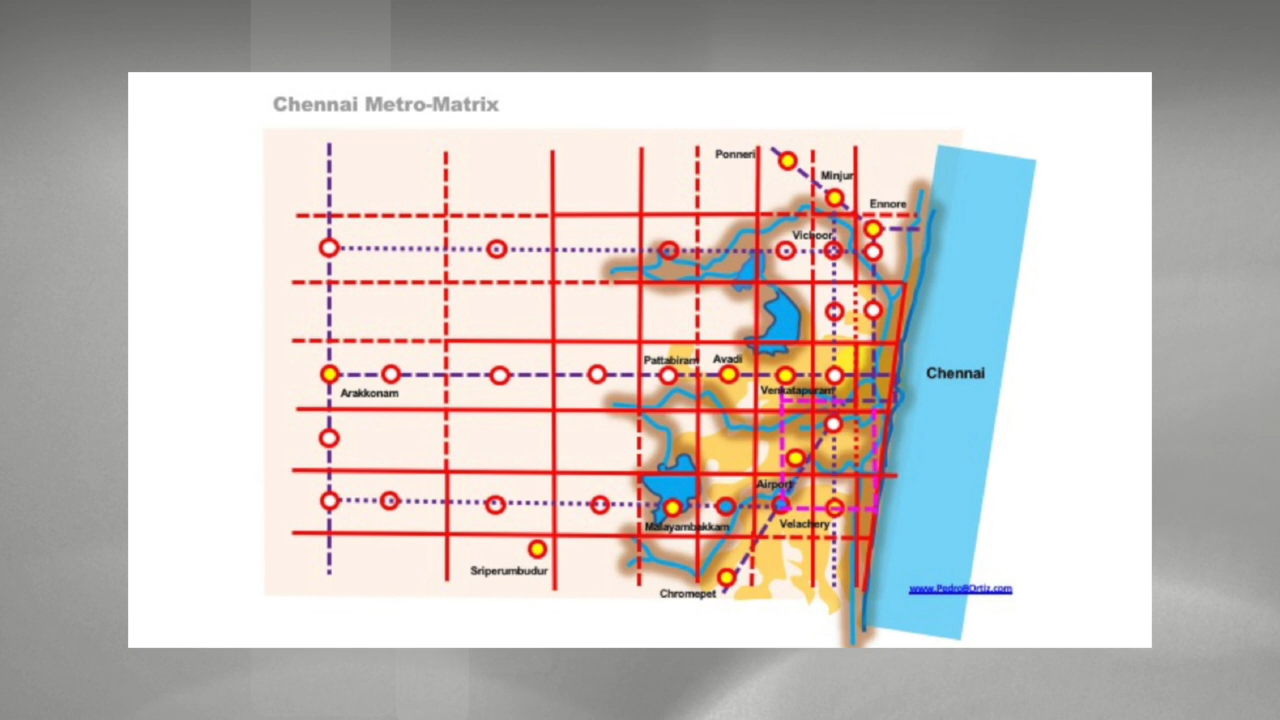 Chennai Metro-Matrix
Ponneri
Minjur
Ennore
Vichoor
Pattabiram
Avadi
Chennai
Arakkonam
Venkatapuram
Airport
Malayambakkam
Velachery
Sriperumbudur
Chromepet
www.PedroBOrtiz.com